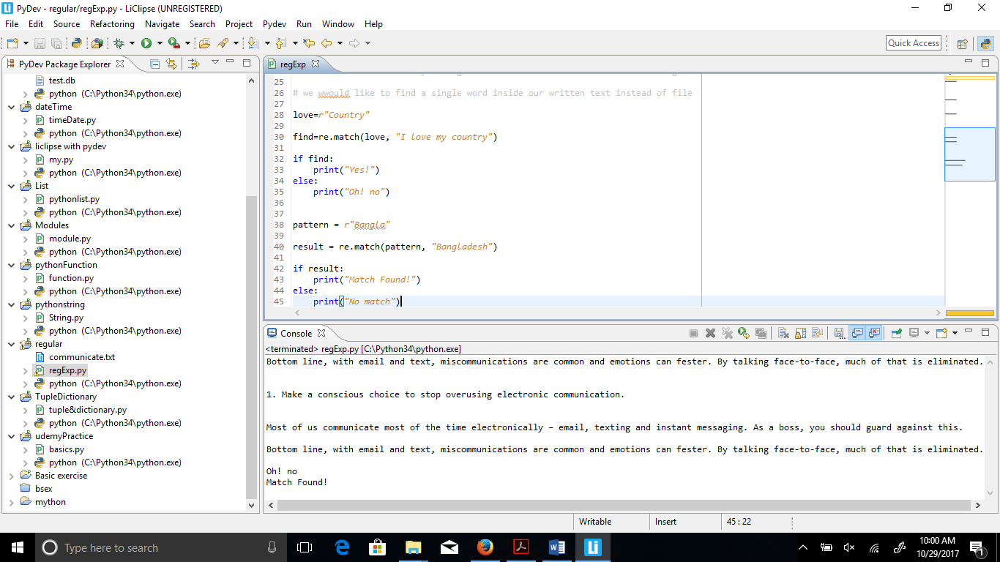 PyDev - regular/regExp.py - LiClipse (UNREGISTERED)
File Edit Source Refactoring Navigate Search Project Pydev Run Window Help
Quick Access
PyDev Package Explorer
test.db
python (C:\Python34\python.exe)
dateTime
timeDate.py
python (C:\Python34\python.exe)
liclipse with pydev
my.py
python (C:\Python34\python.exe)
List
pythonlist.py
python (C:\Python34\python.exe)
Modules
module.py
python (C:\Python34\python.exe)
pythonFunction
function.py
python (C:\Python34\python.exe)
pythonstring
String.py
python (C:\Python34\python.exe)
regular
communicate.txt
regExp.py
python (C:\Python34\python.exe)
TupleDictionary
tuple&dictionary.py
python (C:\Python34\python.exe)
udemyPractice
basics.py
python (C:\Python34\python.exe)
Basic exercise
bsex
mython
regExp
25
26 # we wwould like to find a single word inside our written text instead of file
27
28 love=r"Country"
29
30 find=re.match(love, "I love my country")
31
32 if find:
33     print("Yes!")
34 else:
35     print("Oh! no")
36
37
38 pattern = r"Bangla"
39
40 result = re.match(pattern, "Bangladesh")
41
42 if result:
43     print("Match Found!")
44 else:
45     print("No match")
Console
<terminated> regExp.py [C:\Python34\python.exe]
Bottom line, with email and text, miscommunications are common and emotions can fester. By talking face-to-face, much of that is eliminated.
1. Make a conscious choice to stop overusing electronic communication.
Most of us communicate most of the time electronically – email, texting and instant messaging. As a boss, you should guard against this.
Bottom line, with email and text, miscommunications are common and emotions can fester. By talking face-to-face, much of that is eliminated.
Oh! no
Match Found!
Writable Insert 45 : 22
Type here to search
10:00 AM
10/29/2017
1